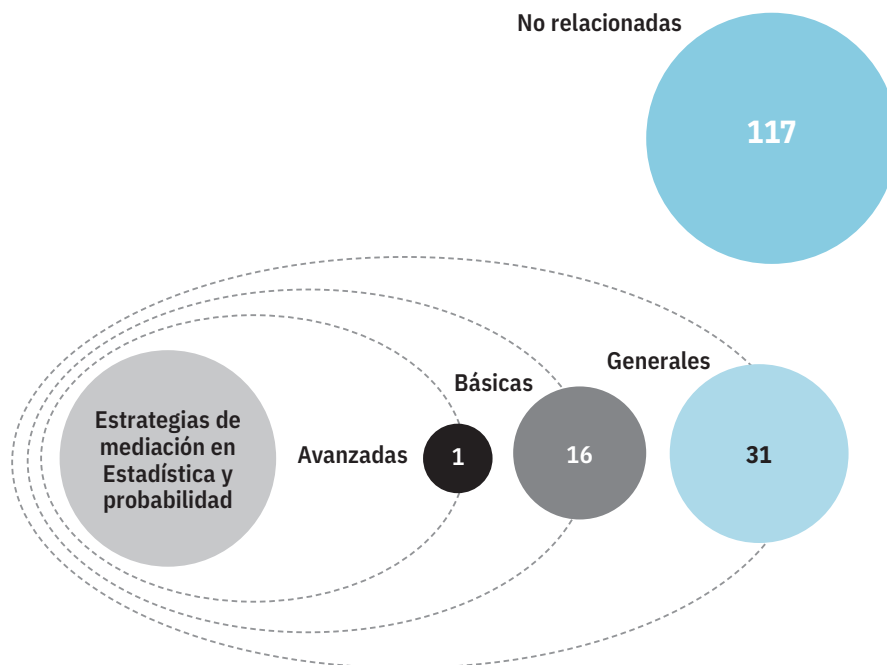 No relacionadas
117
Generales
Básicas
Estrategias de
mediación en
Estadística y
probabilidad
Avanzadas
1
16
31